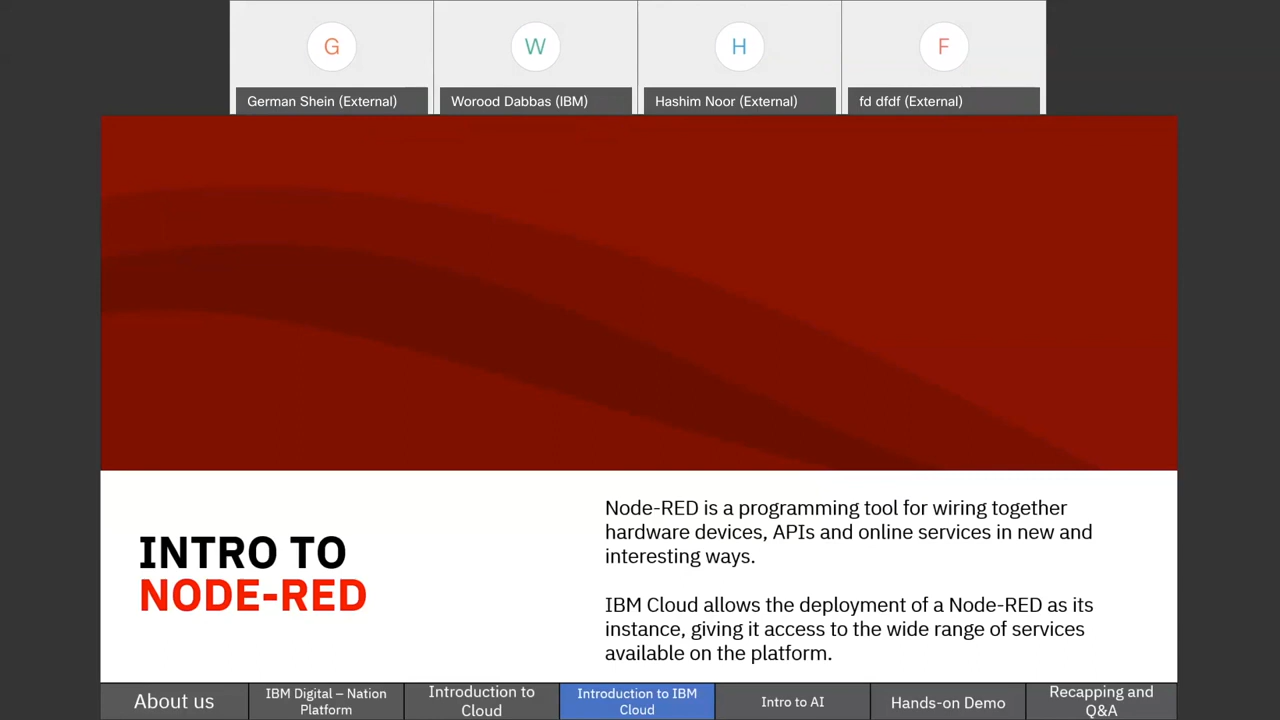 G
W
H
F
German Shein (External)
Worood Dabbas (IBM)
Hashim Noor (External)
fd dfdf (External)
INTRO TO
NODE-RED
Node-RED is a programming tool for wiring together
hardware devices, APIs and online services in new and
interesting ways.
IBM Cloud allows the deployment of a Node-RED as its
instance, giving it access to the wide range of services
available on the platform.
About us
IBM Digital – Nation
Platform
Introduction to
Cloud
Introduction to IBM
Cloud
Intro to AI
Hands-on Demo
Recapping and
Q&A